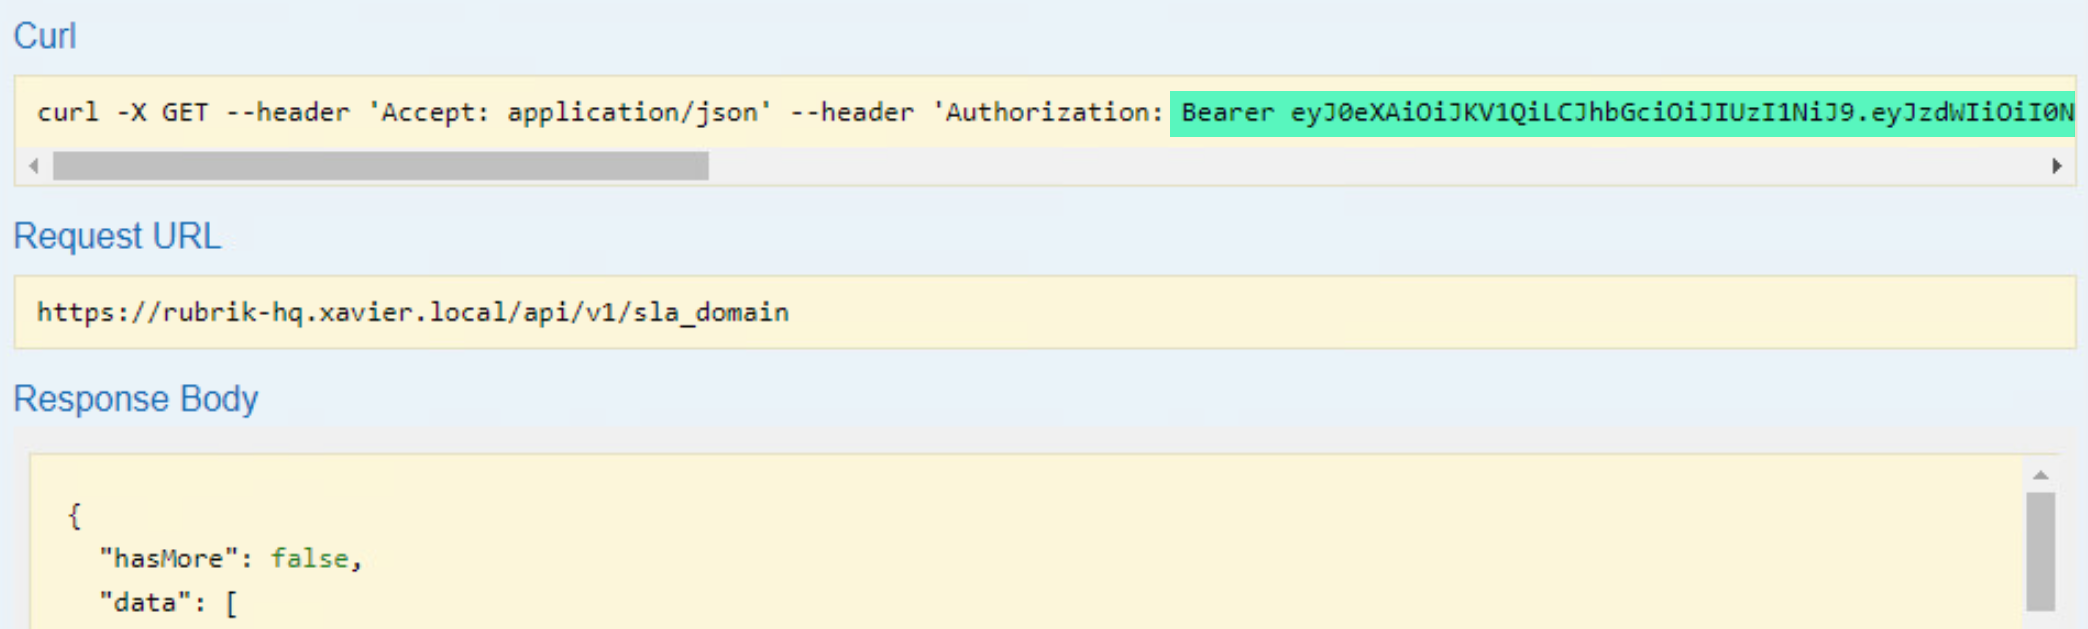 Curl
curl -X GET --header 'Accept: application/json' --header 'Authorization: Bearer eyJ0eXAiOiJKV1QiLCJhbGciOiJIUzI1NiJ9.eyJzdWIiOiI0N
Request URL
https://rubrik-hq.xavier.local/api/v1/sla_domain
Response Body
{
"hasMore": false,
"data": [